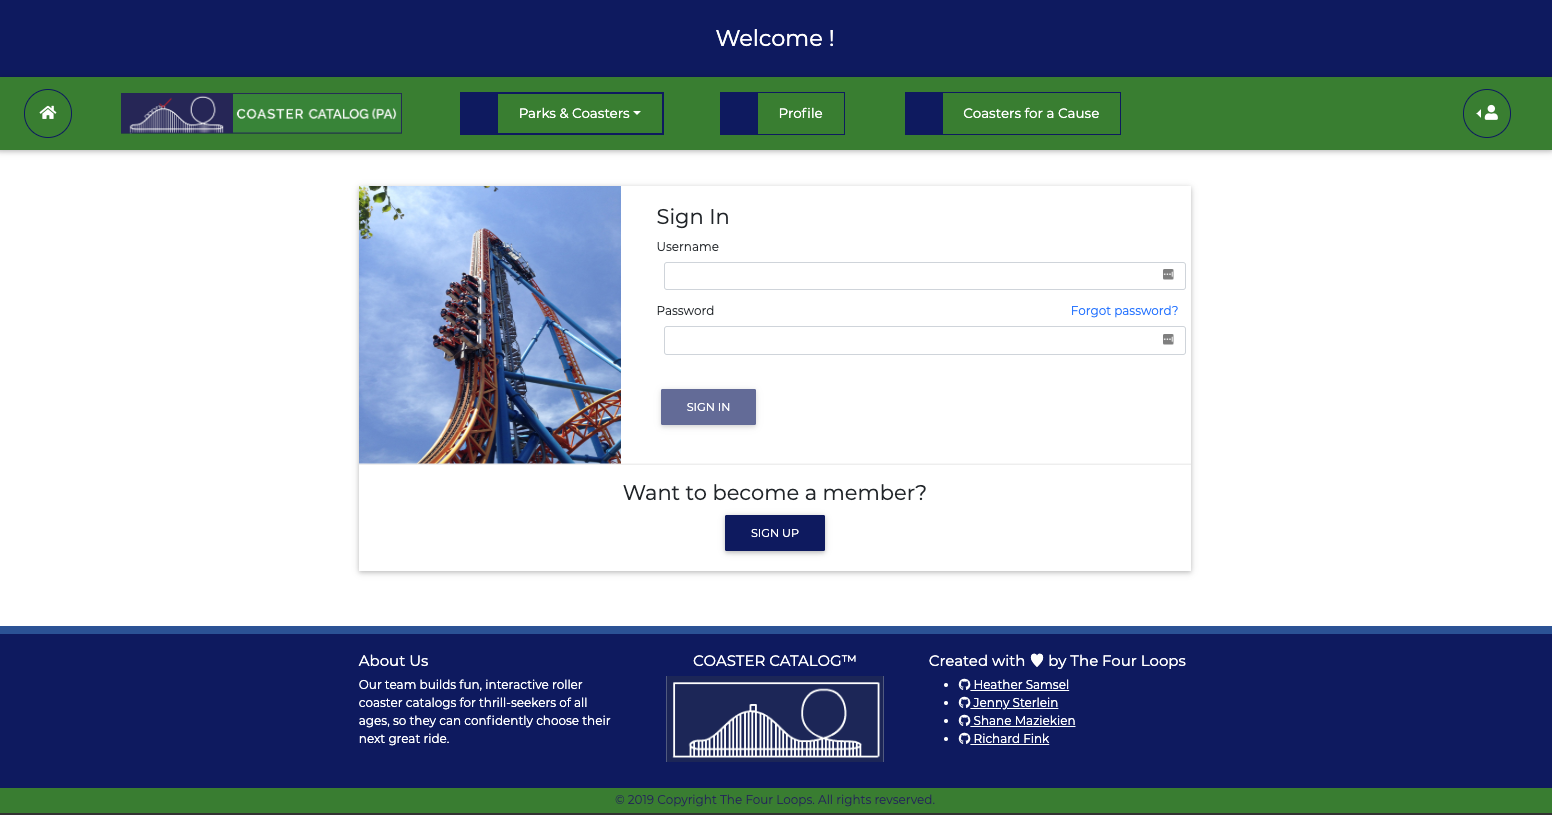 Welcome !
COASTER CATALOG (PA)
Parks & Coasters
Profile
Coasters for a Cause
Sign In
Username
Password
Forgot password?
SIGN IN
Want to become a member?
SIGN UP
About Us
Our team builds fun, interactive roller
coaster catalogs for thrill-seekers of all
ages, so they can confidently choose their
next great ride.
COASTER CATALOG™
Created with ♥ by The Four Loops
Heather Samsel
Jenny Sterlein
Shane Maziekien
Richard Fink
© 2019 Copyright The Four Loops. All rights revserved.